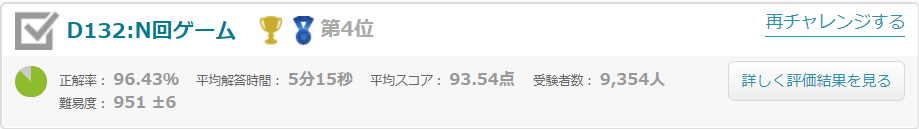 D132:N回ゲーム 第4位 再チャレンジする
正解率： 96.43% 平均解答時間： 5分15秒 平均スコア： 93.54点 受験者数： 9,354人 詳しく評価結果を見る
難易度： 951 ±6